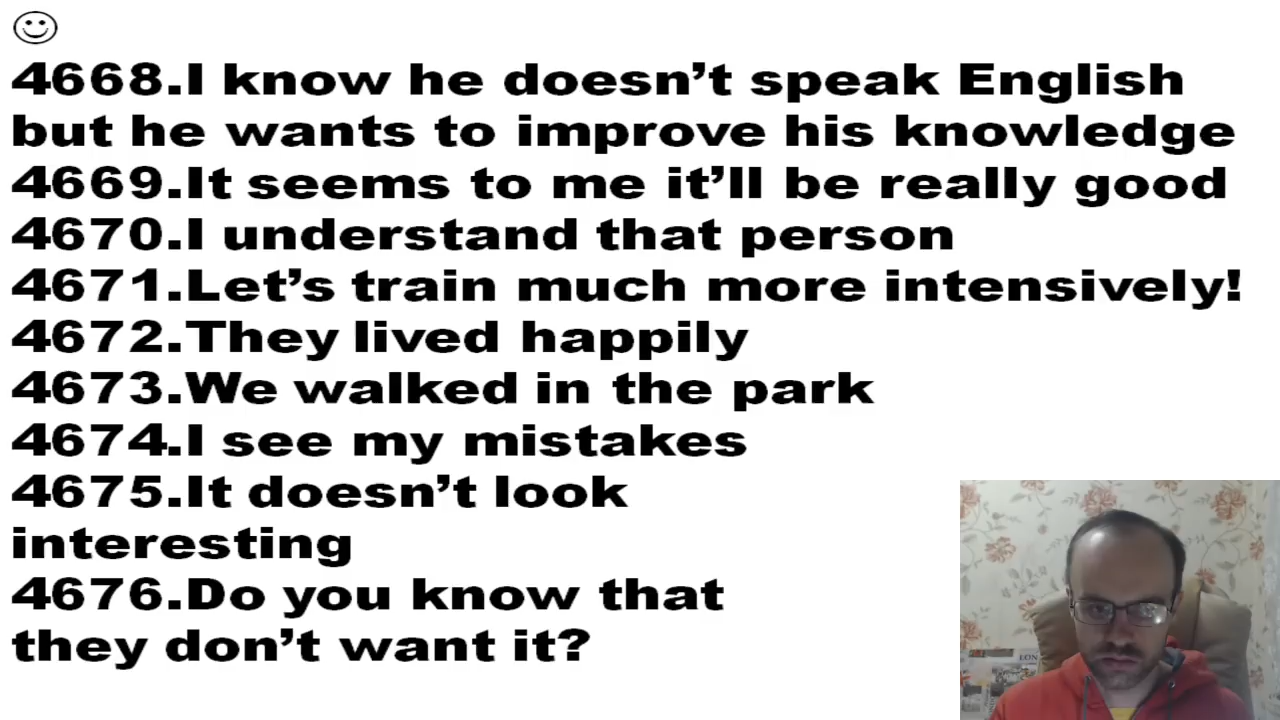 4668.I know he doesn’t speak English
but he wants to improve his knowledge
4669.It seems to me it’ll be really good
4670.I understand that person
4671.Let’s train much more intensively!
4672.They lived happily
4673.We walked in the park
4674.I see my mistakes
4675.It doesn’t look
interesting
4676.Do you know that
they don’t want it?